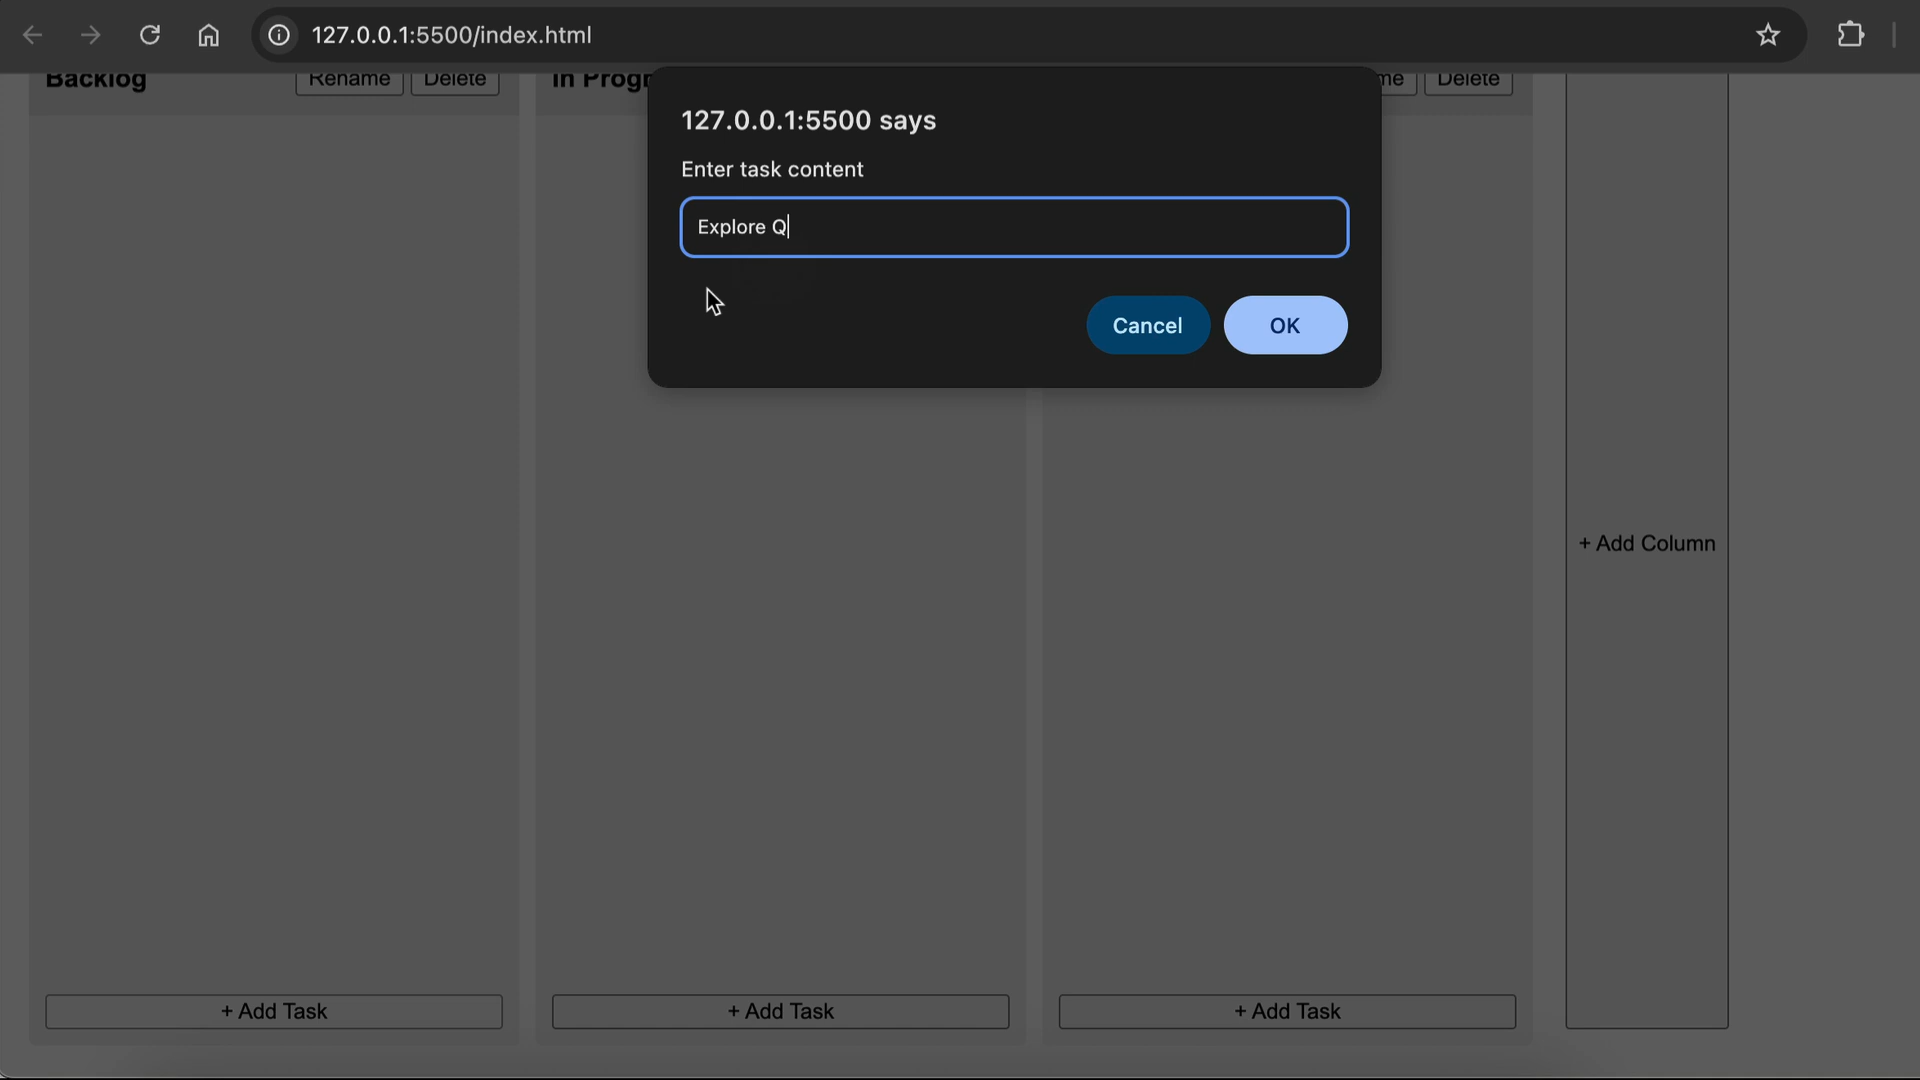 127.0.0.1:5500/index.html
Backlog
Rename
Delete
In Progr
me
Delete
127.0.0.1:5500 says
Enter task content
Explore Q
Cancel
OK
+ Add Column
+ Add Task
+ Add Task
+ Add Task